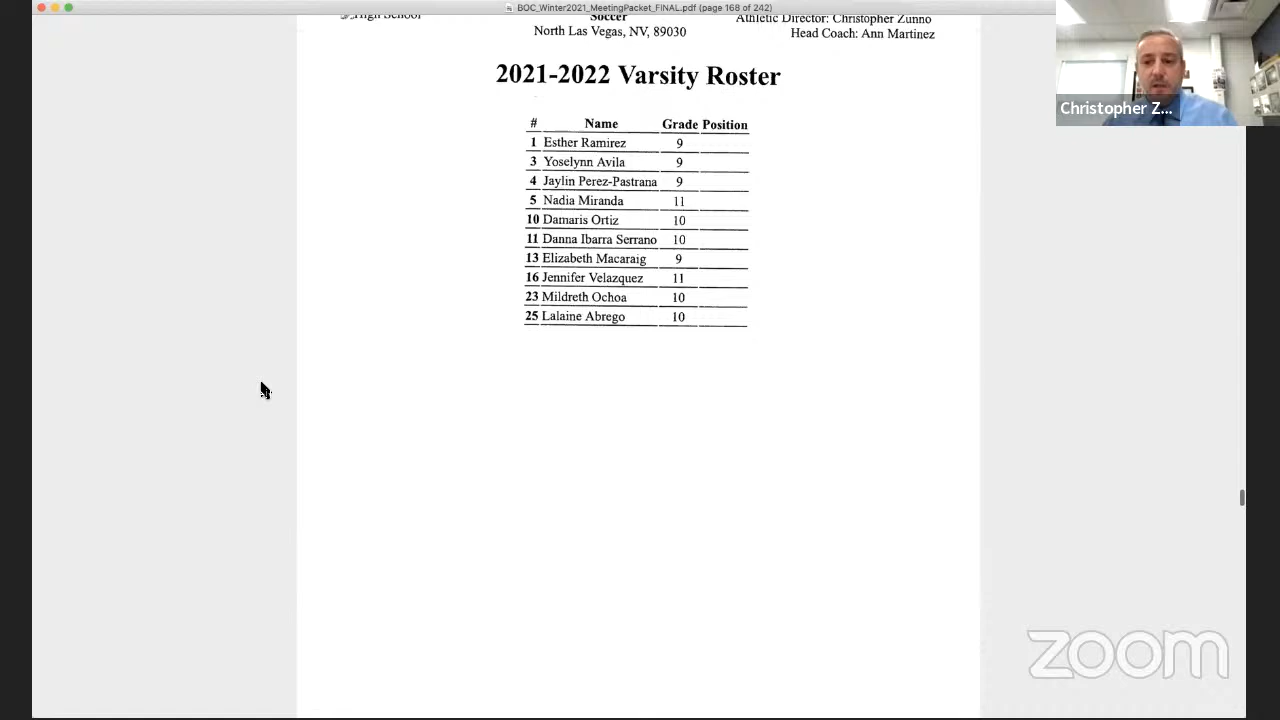 BOC_Winter2021_MeetingPacket_FINAL.pdf (page 168 of 242)
High School
Soccer
Athletic Director: Christopher Zunno
North Las Vegas, NV, 89030
Head Coach: Ann Martinez
Christopher Z...
2021-2022 Varsity Roster
# Name Grade Position
1 Esther Ramirez 9
3 Yoselynn Avila 9
4 Jaylin Perez-Pastrana 9
5 Nadia Miranda 11
10 Damaris Ortiz 10
11 Danna Ibarra Serrano 10
13 Elizabeth Macaraig 9
16 Jennifer Velazquez 11
23 Mildreth Ochoa 10
25 Lalaine Abrego 10
zoom